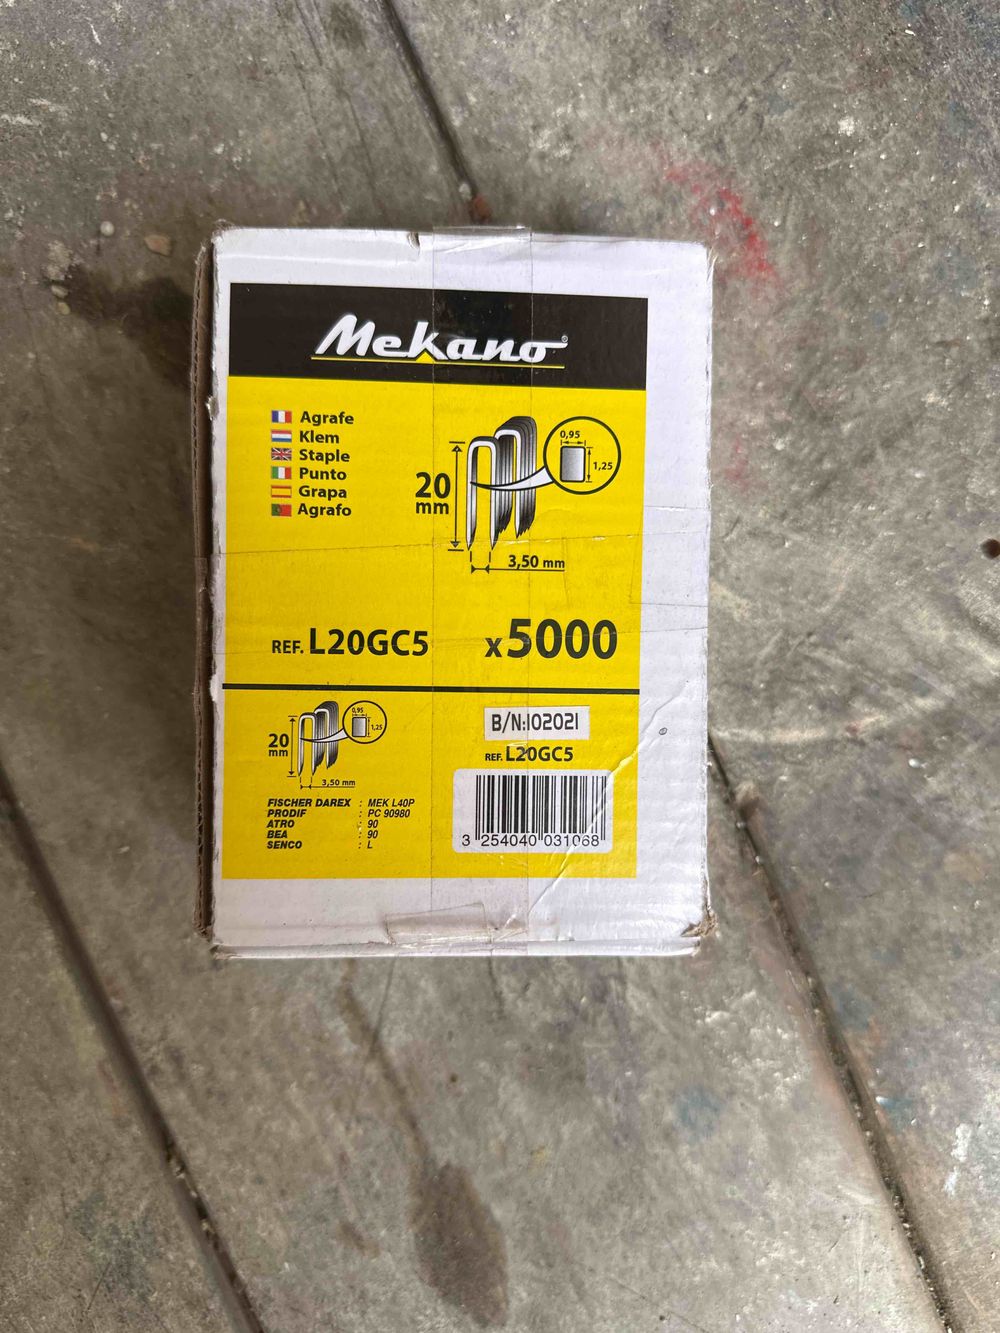 Mekano®
Agrafe
Klem
Staple
Punto
Grapa
Agrafo
20
mm
0,95
1,25
3,50 mm
REF. L20GC5
x5000
20
mm
0,95
1,25
3,50 mm
FISCHER DAREX : MEK L40P
PRODIF : PC 90980
ATRO : 90
BEA : 90
SENCO : L
B/N:102021
REF. L20GC5
3 254040 031068